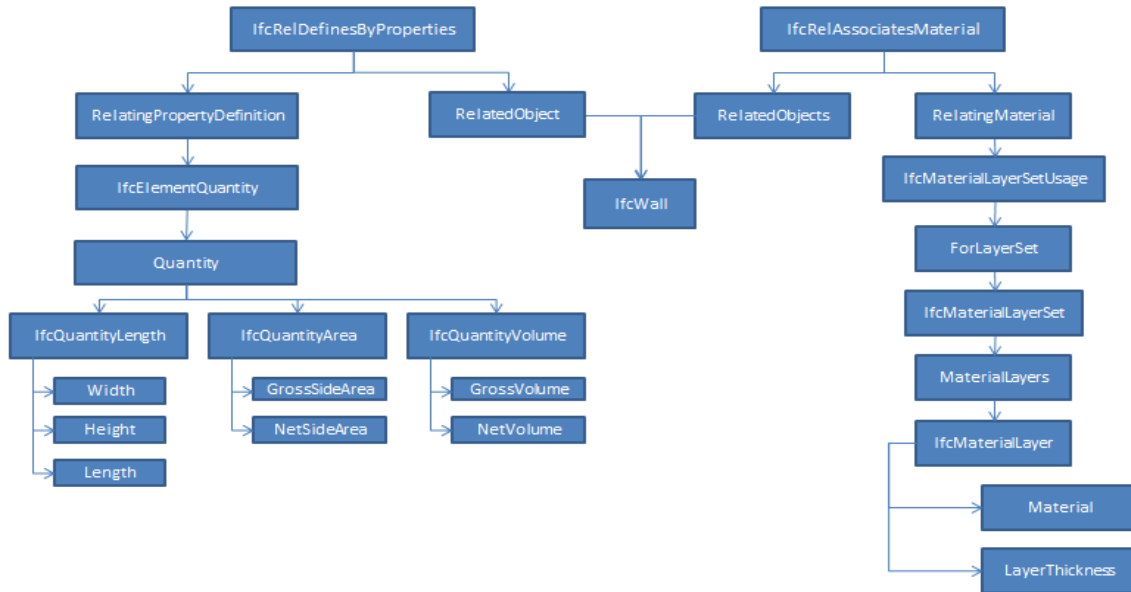 IfcRelDefinesByProperties
IfcRelAssociatesMaterial
RelatingPropertyDefinition
RelatedObject
RelatedObjects
RelatingMaterial
IfcElementQuantity
IfcWall
IfcMaterialLayerSetUsage
Quantity
ForLayerSet
IfcQuantityLength
IfcQuantityArea
IfcQuantityVolume
IfcMaterialLayerSet
Width
GrossSideArea
GrossVolume
MaterialLayers
Height
NetSideArea
NetVolume
IfcMaterialLayer
Length
Material
LayerThickness